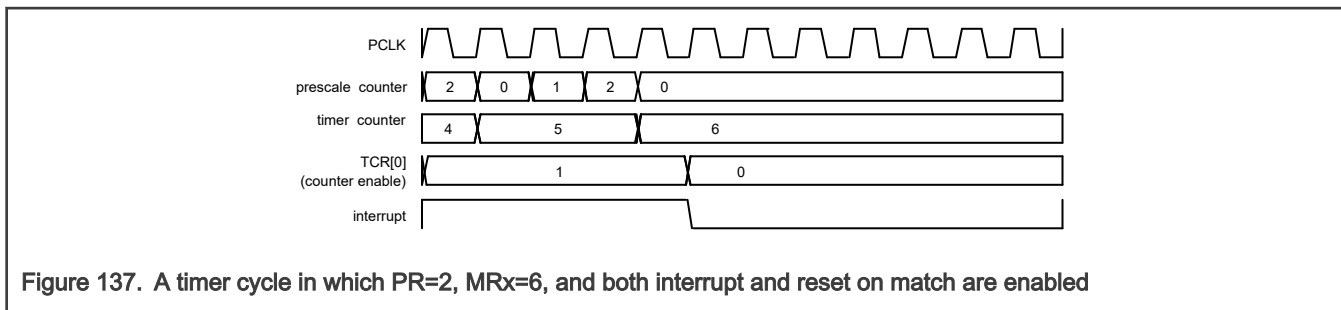 PCLK
prescale counter
2 0 1 2 0
timer counter
4 5 6
TCR[0]
(counter enable)
1 0
interrupt
Figure 137. A timer cycle in which PR=2, MRx=6, and both interrupt and reset on match are enabled